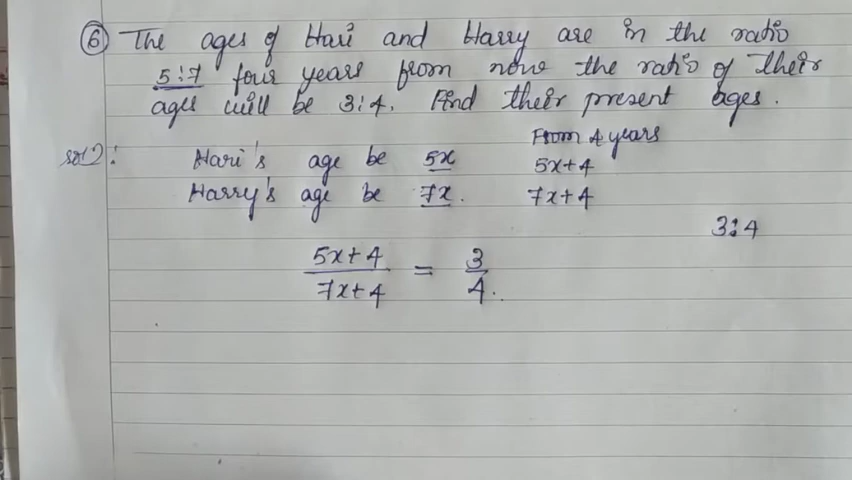 ⑥ The ages of Hari and Harry are in the ratio
5:7 four years from now the ratio of their
ages will be 3:4. Find their present ages.
From 4 years
Sol:
Hari's age be 5x 5x+4
Harry's age be 7x. 7x+4
3:4
5x+4 / 7x+4 = 3 / 4.